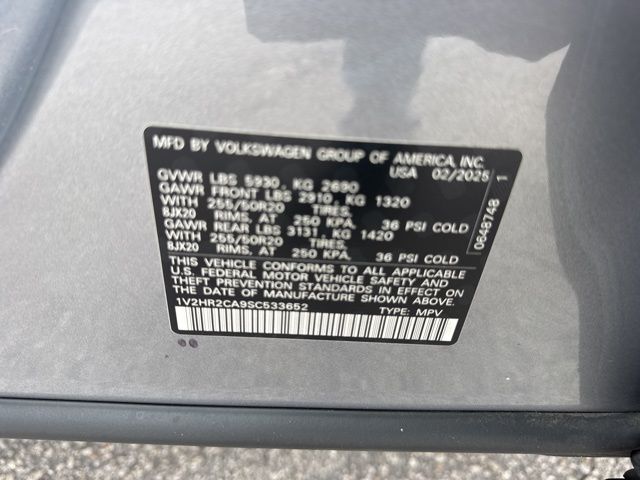 MFD BY VOLKSWAGEN GROUP OF AMERICA, INC.
USA 02/2025
GVWR LBS 5930, KG 2690
GAWR FRONT LBS 2910, KG 1320
WITH 255/50R20 TIRES,
8JX20 RIMS, AT 250 KPA, 36 PSI COLD
GAWR REAR LBS 3131, KG 1420
WITH 255/50R20 TIRES,
8JX20 RIMS, AT 250 KPA, 36 PSI COLD
THIS VEHICLE CONFORMS TO ALL APPLICABLE
U.S. FEDERAL MOTOR VEHICLE SAFETY AND
THEFT PREVENTION STANDARDS IN EFFECT ON
THE DATE OF MANUFACTURE SHOWN ABOVE.
1V2HR2CA9SC533652 TYPE: MPV
0648748 1